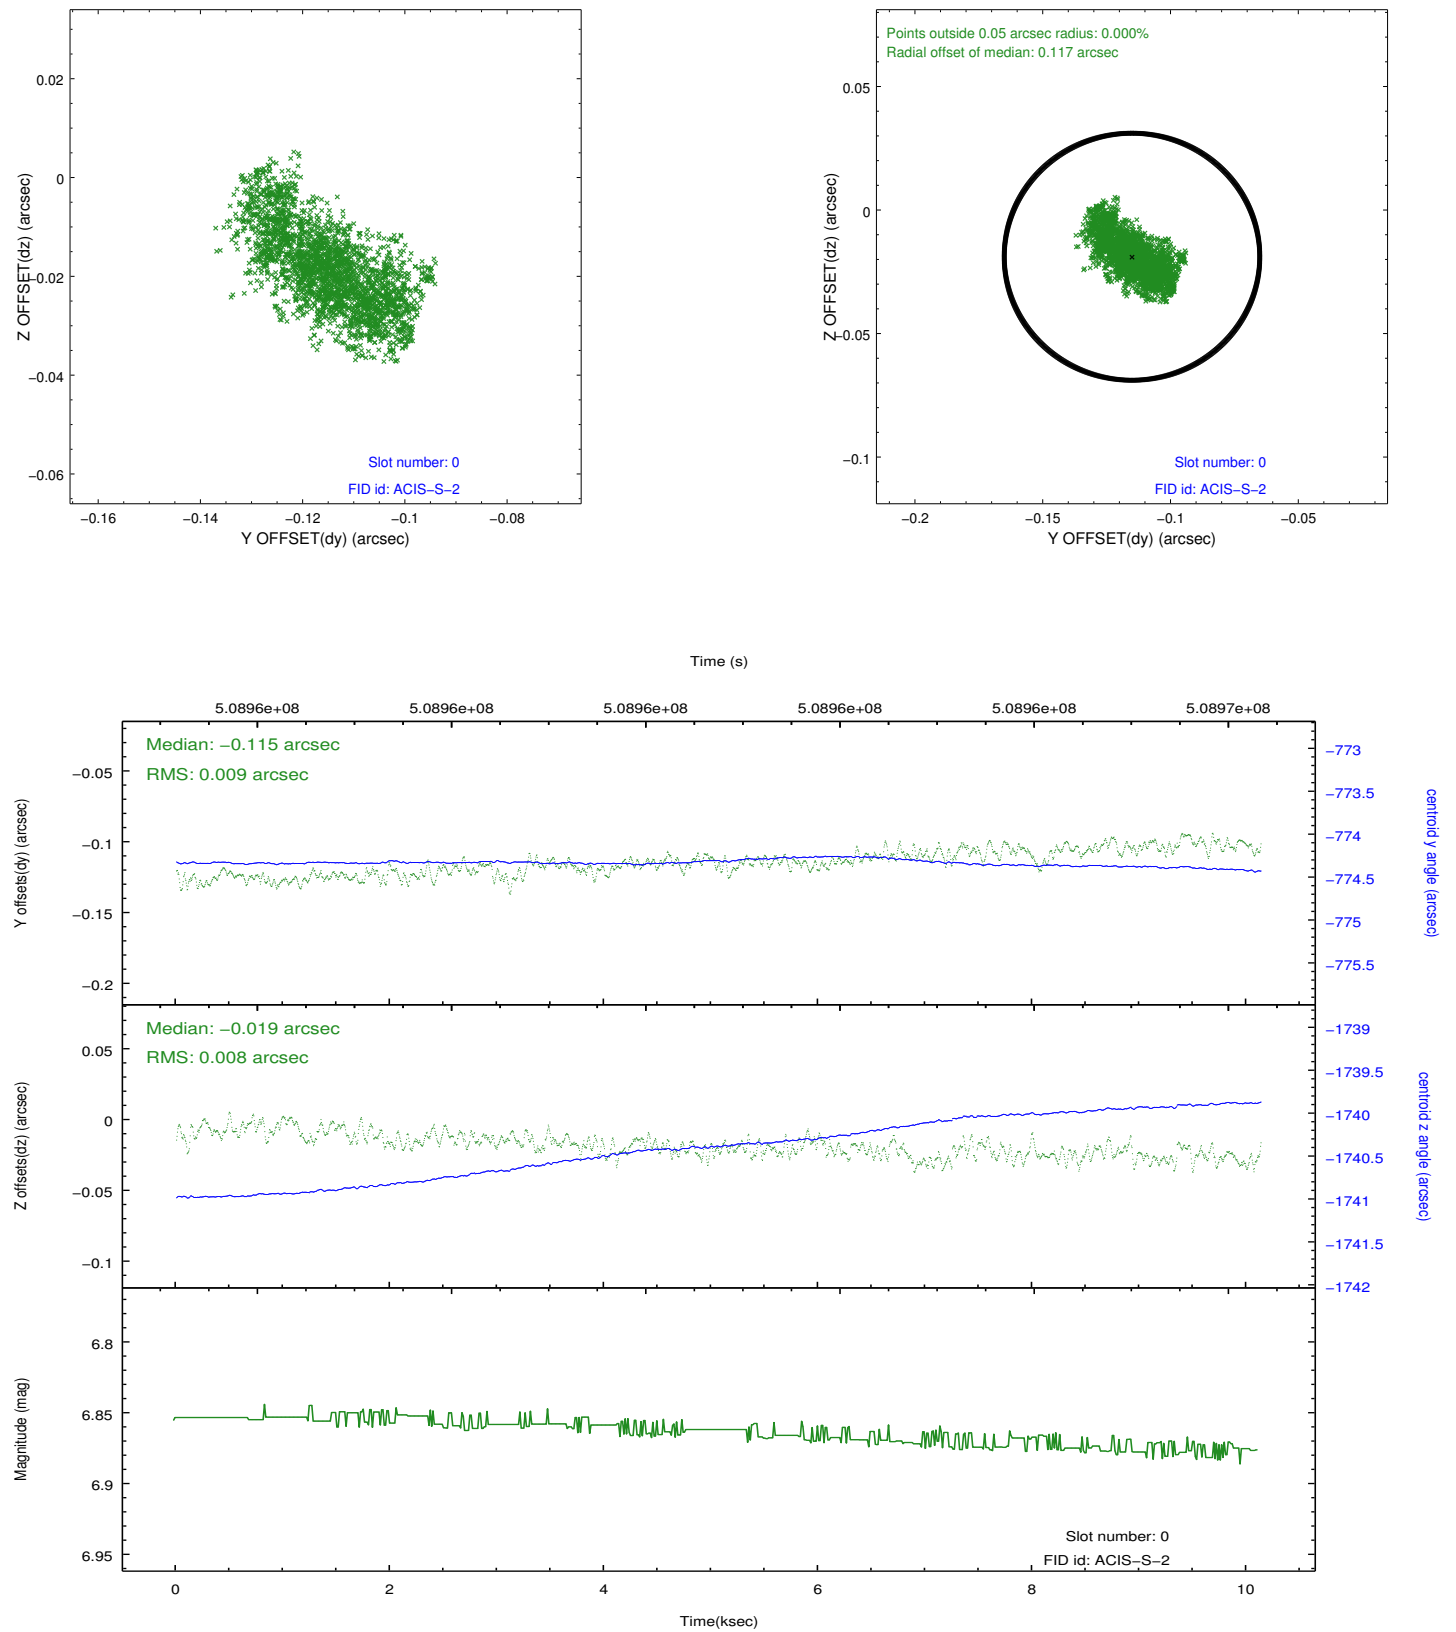 0.02
0
−0.02
−0.04
−0.06
Z OFFSET(dz) (arcsec)
Slot number: 0
FID id: ACIS−S−2
−0.16 −0.14 −0.12 −0.1 −0.08
Y OFFSET(dy) (arcsec)
Points outside 0.05 arcsec radius: 0.000%
Radial offset of median: 0.117 arcsec
0.05
0
−0.05
−0.1
Z OFFSET(dz) (arcsec)
Slot number: 0
FID id: ACIS−S−2
−0.2 −0.15 −0.1 −0.05
Y OFFSET(dy) (arcsec)
Time (s)
5.0896e+08 5.0896e+08 5.0896e+08 5.0896e+08 5.0896e+08 5.0897e+08
Median: −0.115 arcsec
RMS: 0.009 arcsec
−0.05
−0.1
−0.15
−0.2
Y offsets(dy) (arcsec)
−773
−773.5
−774
−774.5
−775
−775.5
centroid y angle (arcsec)
Median: −0.019 arcsec
RMS: 0.008 arcsec
0.05
0
−0.05
−0.1
Z offsets(dz) (arcsec)
−1739
−1739.5
−1740
−1740.5
−1741
−1741.5
−1742
centroid z angle (arcsec)
6.8
6.85
6.9
6.95
Magnitude (mag)
Slot number: 0
FID id: ACIS−S−2
0 2 4 6 8 10
Time(ksec)